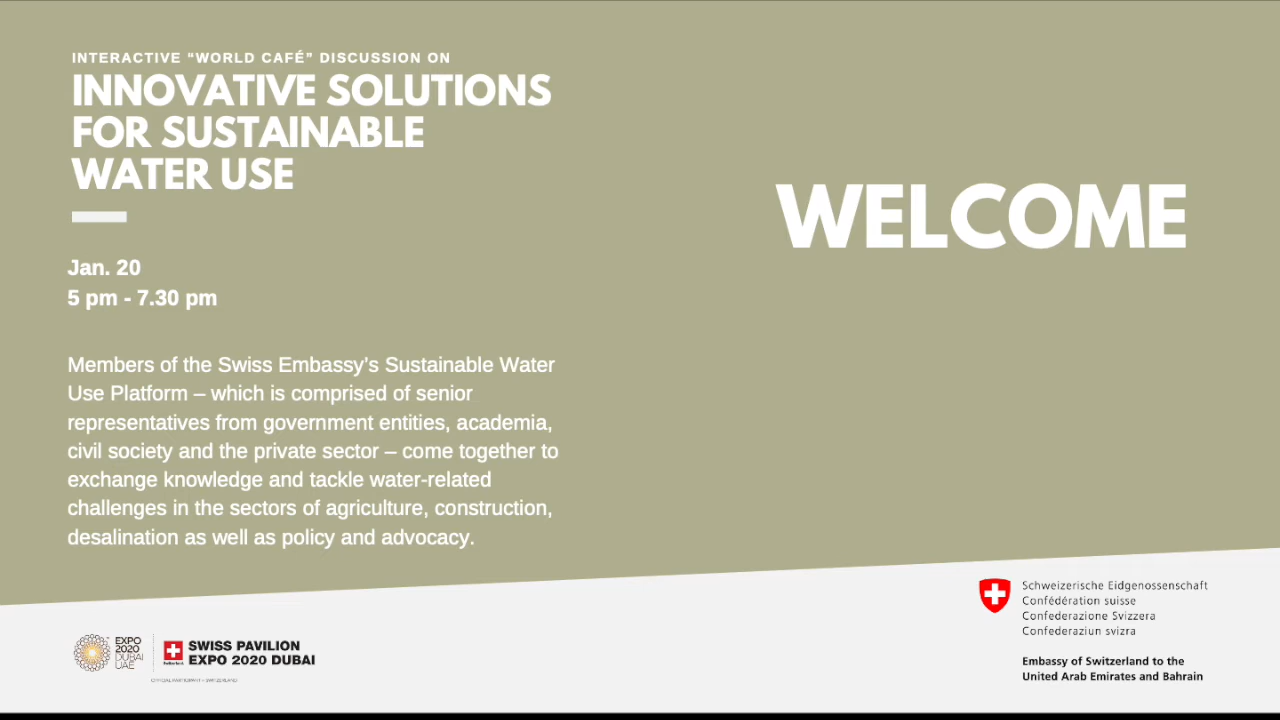 INTERACTIVE “WORLD CAFÉ” DISCUSSION ON
INNOVATIVE SOLUTIONS
FOR SUSTAINABLE
WATER USE
Jan. 20
5 pm - 7.30 pm
Members of the Swiss Embassy’s Sustainable Water
Use Platform – which is comprised of senior
representatives from government entities, academia,
civil society and the private sector – come together to
exchange knowledge and tackle water-related
challenges in the sectors of agriculture, construction,
desalination as well as policy and advocacy.
WELCOME
EXPO
2020
DUBAI
UAE
SWISS PAVILION
EXPO 2020 DUBAI
OFFICIAL PARTICIPANT – SWITZERLAND
Schweizerische Eidgenossenschaft
Confédération suisse
Confederazione Svizzera
Confederaziun svizra
Embassy of Switzerland to the
United Arab Emirates and Bahrain